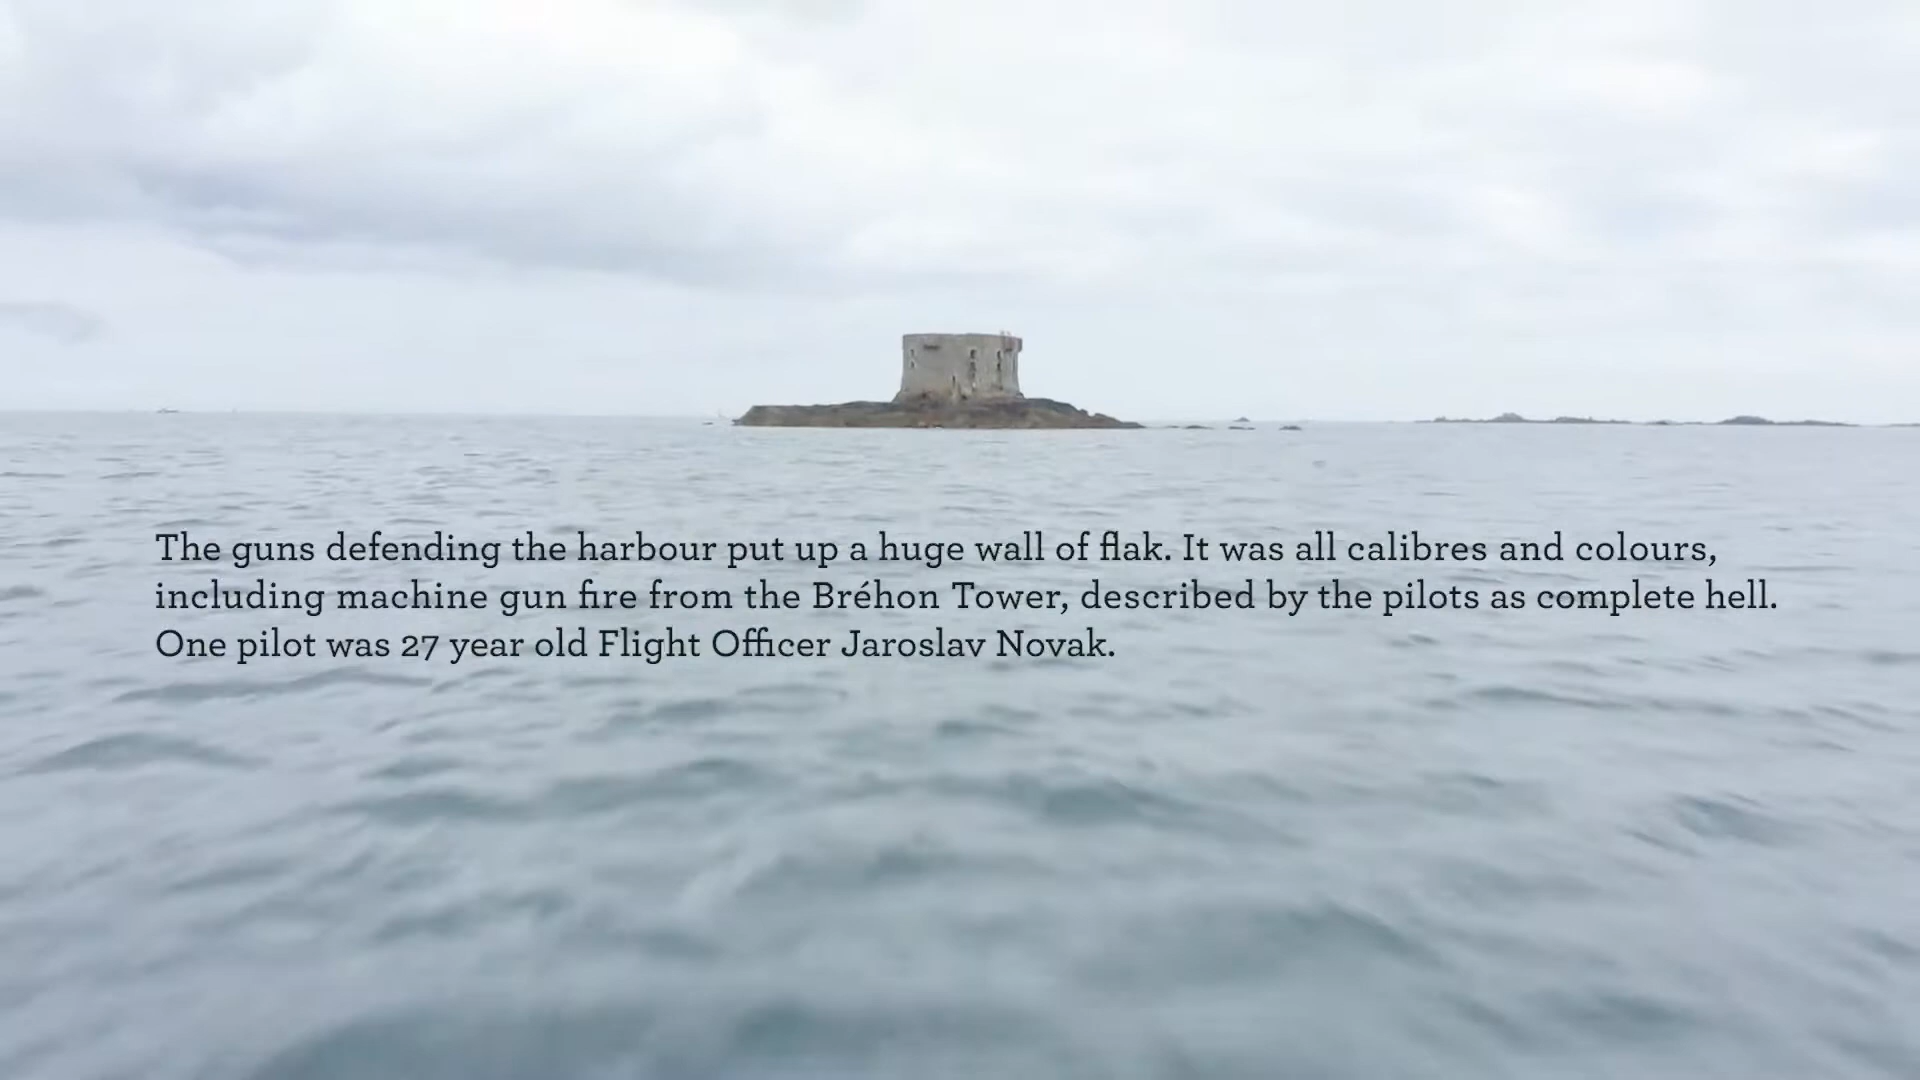 The guns defending the harbour put up a huge wall of flak. It was all calibres and colours,
including machine gun fire from the Bréhon Tower, described by the pilots as complete hell.
One pilot was 27 year old Flight Officer Jaroslav Novak.